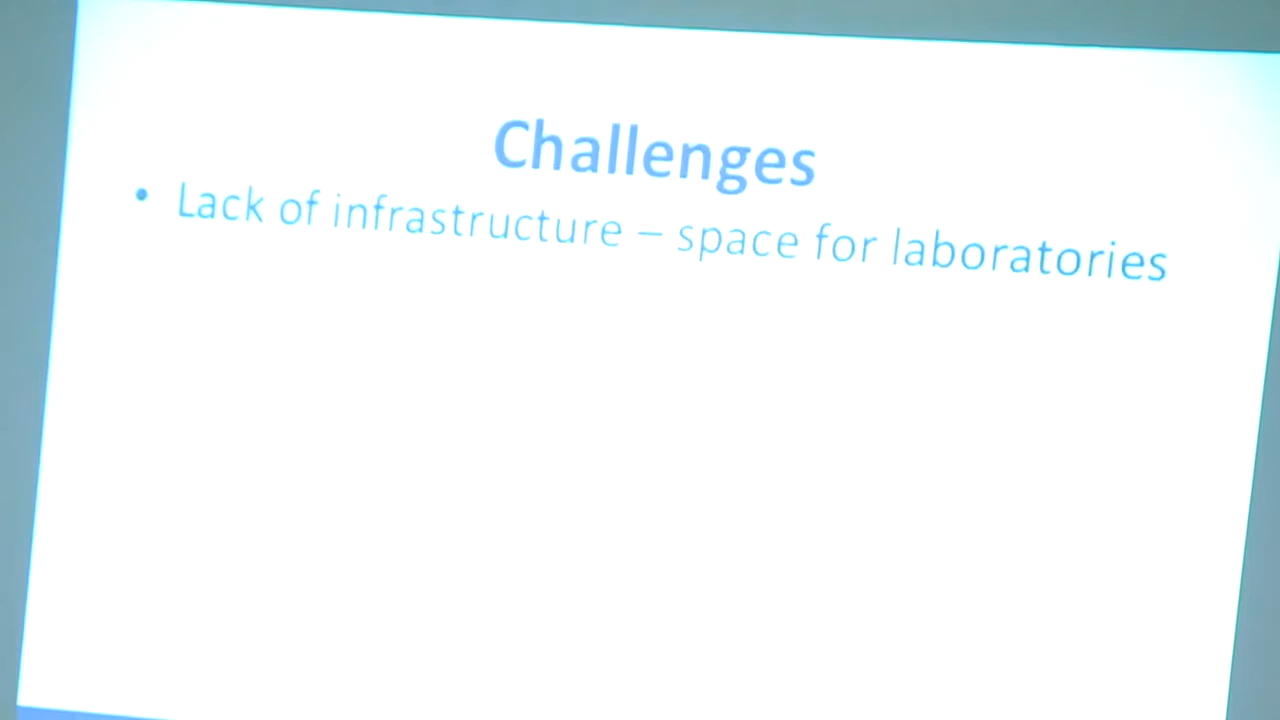 Challenges
• Lack of infrastructure – space for laboratories